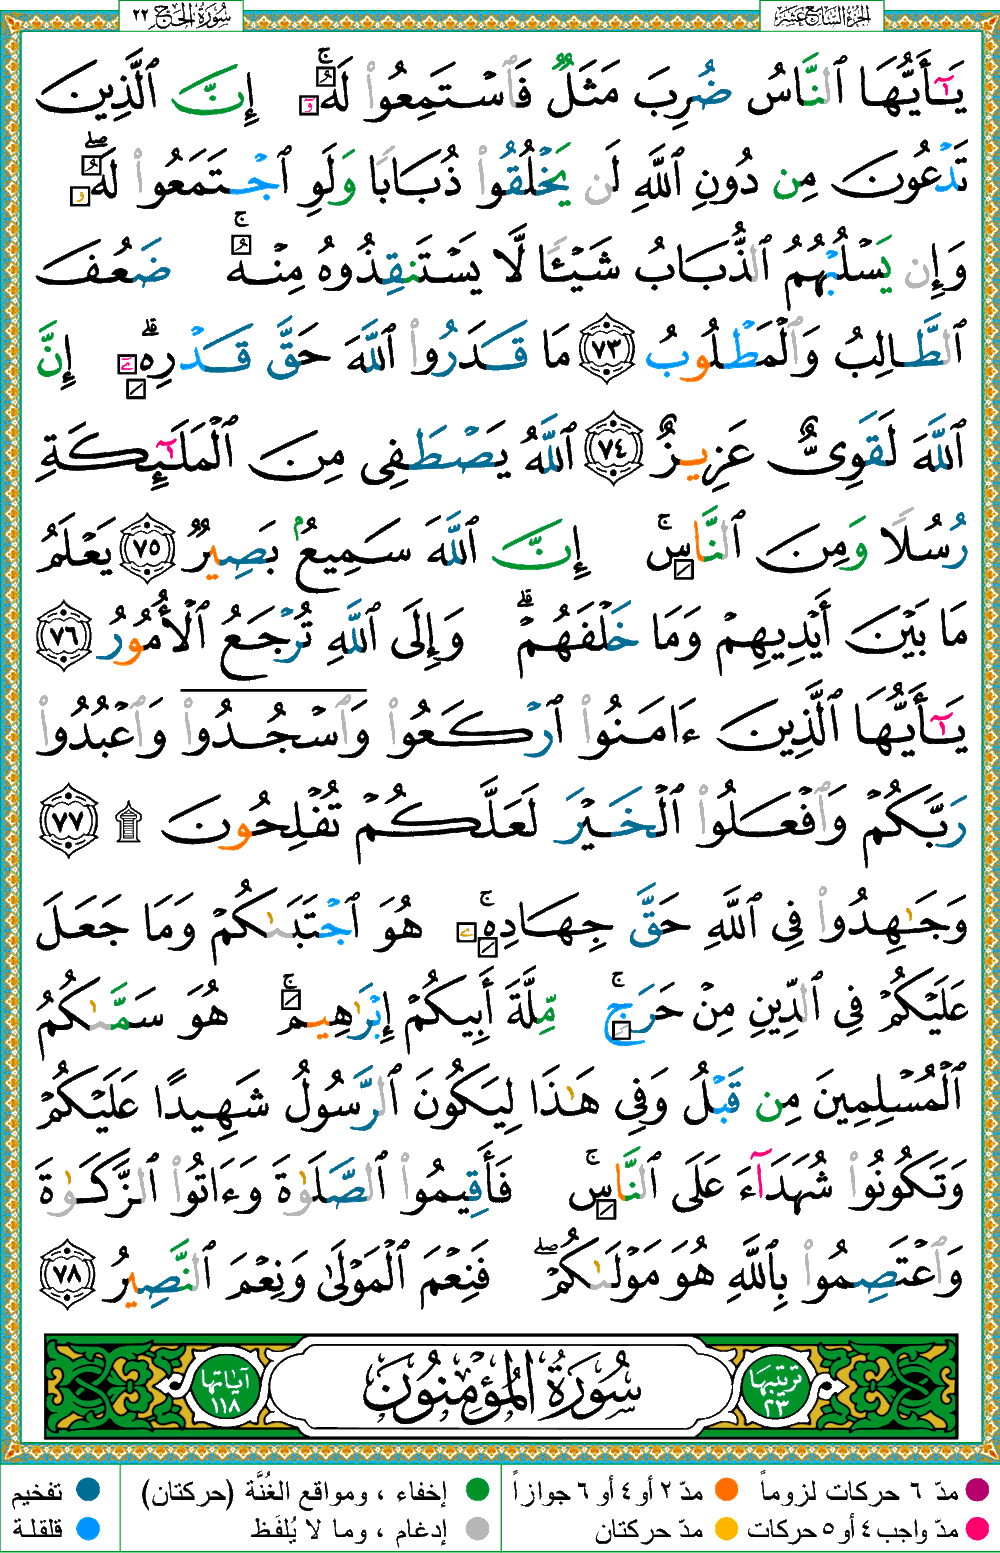 الجزء السابع عشر
سُورَةُ الحَجّ ٢٢
يَٰٓأَيُّهَا ٱلنَّاسُ ضُرِبَ مَثَلٌ فَٱسْتَمِعُوا۟ لَهُۥٓ ۚ إِنَّ ٱلَّذِينَ
تَدْعُونَ مِن دُونِ ٱللَّهِ لَن يَخْلُقُوا۟ ذُبَابًا وَلَوِ ٱجْتَمَعُوا۟ لَهُۥ ۖ
وَإِن يَسْلُبْهُمُ ٱلذُّبَابُ شَيْـًٔا لَّا يَسْتَنقِذُوهُ مِنْهُ ۚ ضَعُفَ
ٱلطَّالِبُ وَٱلْمَطْلُوبُ ۝٧٣ مَا قَدَرُوا۟ ٱللَّهَ حَقَّ قَدْرِهِۦٓ ۗ إِنَّ
ٱللَّهَ لَقَوِىٌّ عَزِيزٌ ۝٧٤ ٱللَّهُ يَصْطَفِى مِنَ ٱلْمَلَٰٓئِكَةِ
رُسُلًا وَمِنَ ٱلنَّاسِ ۚ إِنَّ ٱللَّهَ سَمِيعٌۢ بَصِيرٌ ۝٧٥ يَعْلَمُ
مَا بَيْنَ أَيْدِيهِمْ وَمَا خَلْفَهُمْ ۗ وَإِلَى ٱللَّهِ تُرْجَعُ ٱلْأُمُورُ ۝٧٦
يَٰٓأَيُّهَا ٱلَّذِينَ ءَامَنُوا۟ ٱرْكَعُوا۟ وَٱسْجُدُوا۟ وَٱعْبُدُوا۟
رَبَّكُمْ وَٱفْعَلُوا۟ ٱلْخَيْرَ لَعَلَّكُمْ تُفْلِحُونَ ۩ ۝٧٧
وَجَٰهِدُوا۟ فِى ٱللَّهِ حَقَّ جِهَادِهِۦ ۚ هُوَ ٱجْتَبَىٰكُمْ وَمَا جَعَلَ
عَلَيْكُمْ فِى ٱلدِّينِ مِنْ حَرَجٍ ۚ مِّلَّةَ أَبِيكُمْ إِبْرَٰهِيمَ ۚ هُوَ سَمَّىٰكُمُ
ٱلْمُسْلِمِينَ مِن قَبْلُ وَفِى هَٰذَا لِيَكُونَ ٱلرَّسُولُ شَهِيدًا عَلَيْكُمْ
وَتَكُونُوا۟ شُهَدَآءَ عَلَى ٱلنَّاسِ ۚ فَأَقِيمُوا۟ ٱلصَّلَوٰةَ وَءَاتُوا۟ ٱلزَّكَوٰةَ
وَٱعْتَصِمُوا۟ بِٱللَّهِ هُوَ مَوْلَىٰكُمْ ۖ فَنِعْمَ ٱلْمَوْلَىٰ وَنِعْمَ ٱلنَّصِيرُ ۝٧٨
ترتيبها ٢٣
سُورَةُ المُؤْمِنُونَ
آياتها ١١٨
مدّ ٦ حركات لزوماً
مدّ ٢ أو ٤ أو ٦ جوازاً
إخفاء ، ومواقع الغُنَّة (حركتان)
تفخيم
مدّ واجب ٤ أو ٥ حركات
مدّ حركتان
إدغام ، وما لا يُلفَظ
قلقلة